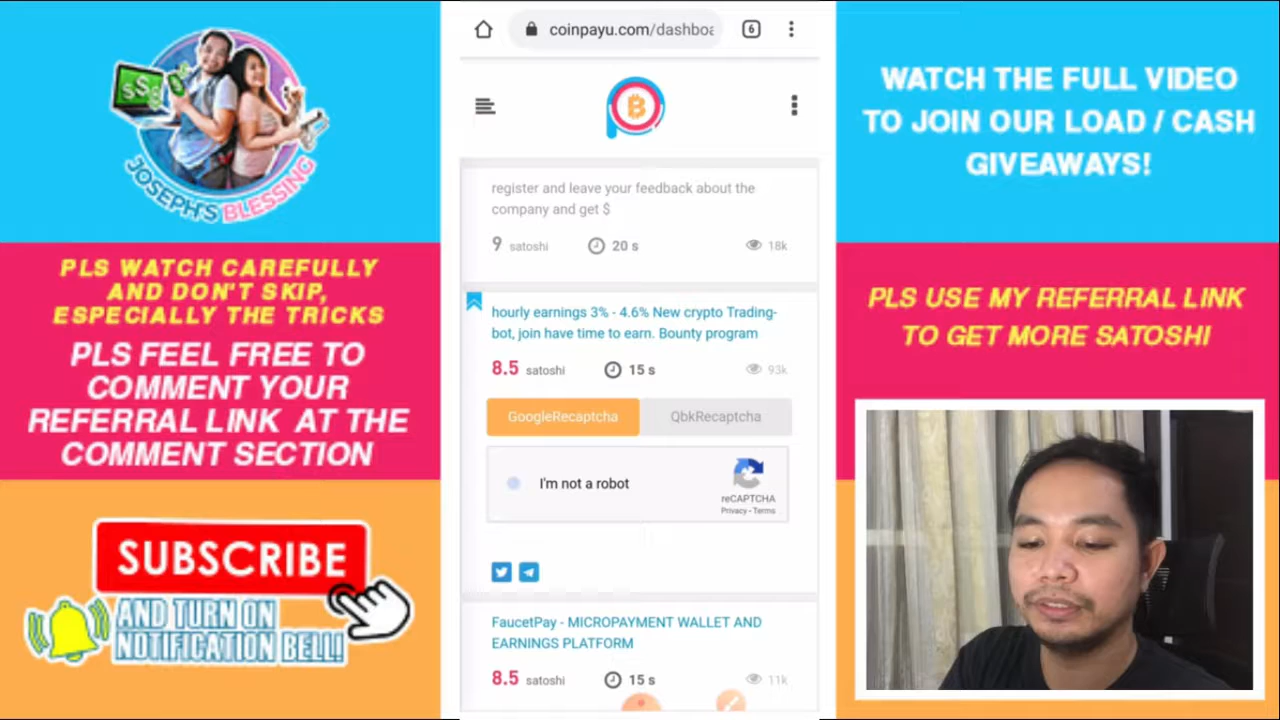 $$$
JOSEPH'S BLESSING
PLS WATCH CAREFULLY
AND DON'T SKIP,
ESPECIALLY THE TRICKS
PLS FEEL FREE TO
COMMENT YOUR
REFERRAL LINK AT THE
COMMENT SECTION
SUBSCRIBE
AND TURN ON
NOTIFICATION BELL!
coinpayu.com/dashboa
6
register and leave your feedback about the
company and get $
9 satoshi 20 s 18k
hourly earnings 3% - 4.6% New crypto Trading-
bot, join have time to earn. Bounty program
8.5 satoshi 15 s 93k
GoogleRecaptcha QbkRecaptcha
I'm not a robot
reCAPTCHA
Privacy - Terms
FaucetPay - MICROPAYMENT WALLET AND
EARNINGS PLATFORM
8.5 satoshi 15 s 11k
WATCH THE FULL VIDEO
TO JOIN OUR LOAD / CASH
GIVEAWAYS!
PLS USE MY REFERRAL LINK
TO GET MORE SATOSHI